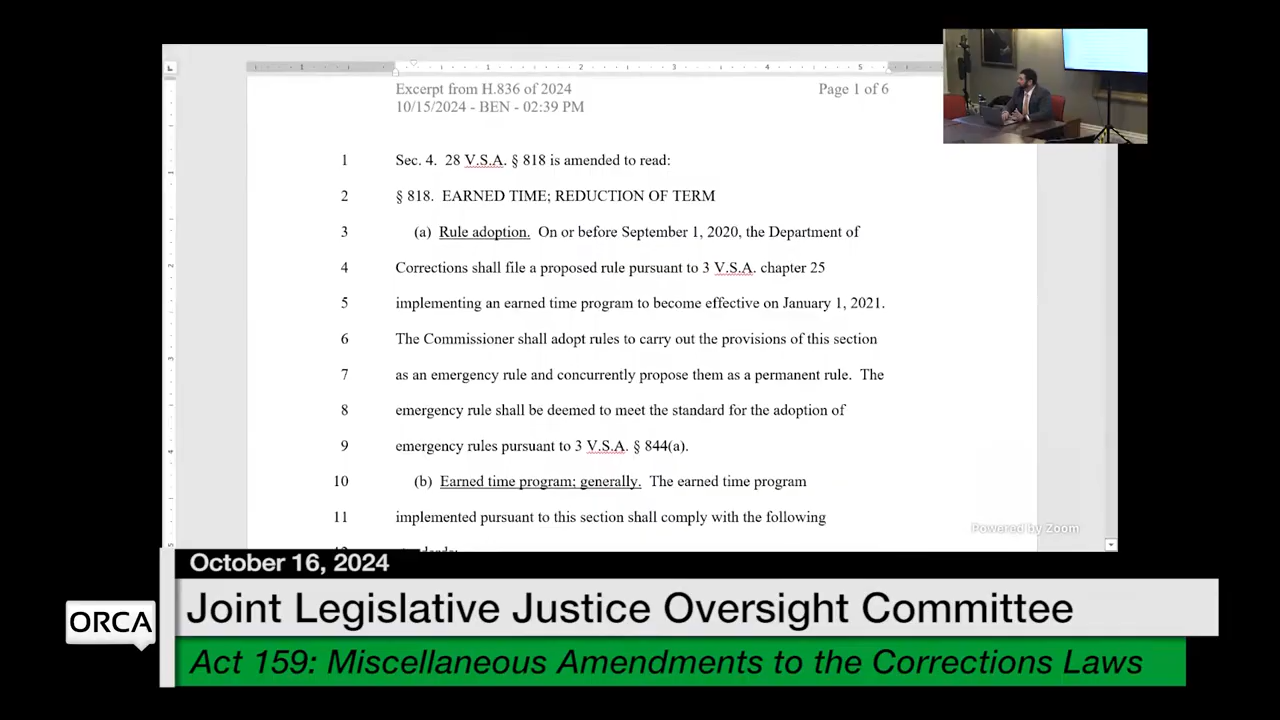 Excerpt from H.836 of 2024
Page 1 of 6
10/15/2024 - BEN - 02:39 PM
1 Sec. 4. 28 V.S.A. § 818 is amended to read:
2 § 818. EARNED TIME; REDUCTION OF TERM
3 (a) Rule adoption. On or before September 1, 2020, the Department of
4 Corrections shall file a proposed rule pursuant to 3 V.S.A. chapter 25
5 implementing an earned time program to become effective on January 1, 2021.
6 The Commissioner shall adopt rules to carry out the provisions of this section
7 as an emergency rule and concurrently propose them as a permanent rule. The
8 emergency rule shall be deemed to meet the standard for the adoption of
9 emergency rules pursuant to 3 V.S.A. § 844(a).
10 (b) Earned time program; generally. The earned time program
11 implemented pursuant to this section shall comply with the following
Powered by Zoom
October 16, 2024
ORCA
Joint Legislative Justice Oversight Committee
Act 159: Miscellaneous Amendments to the Corrections Laws